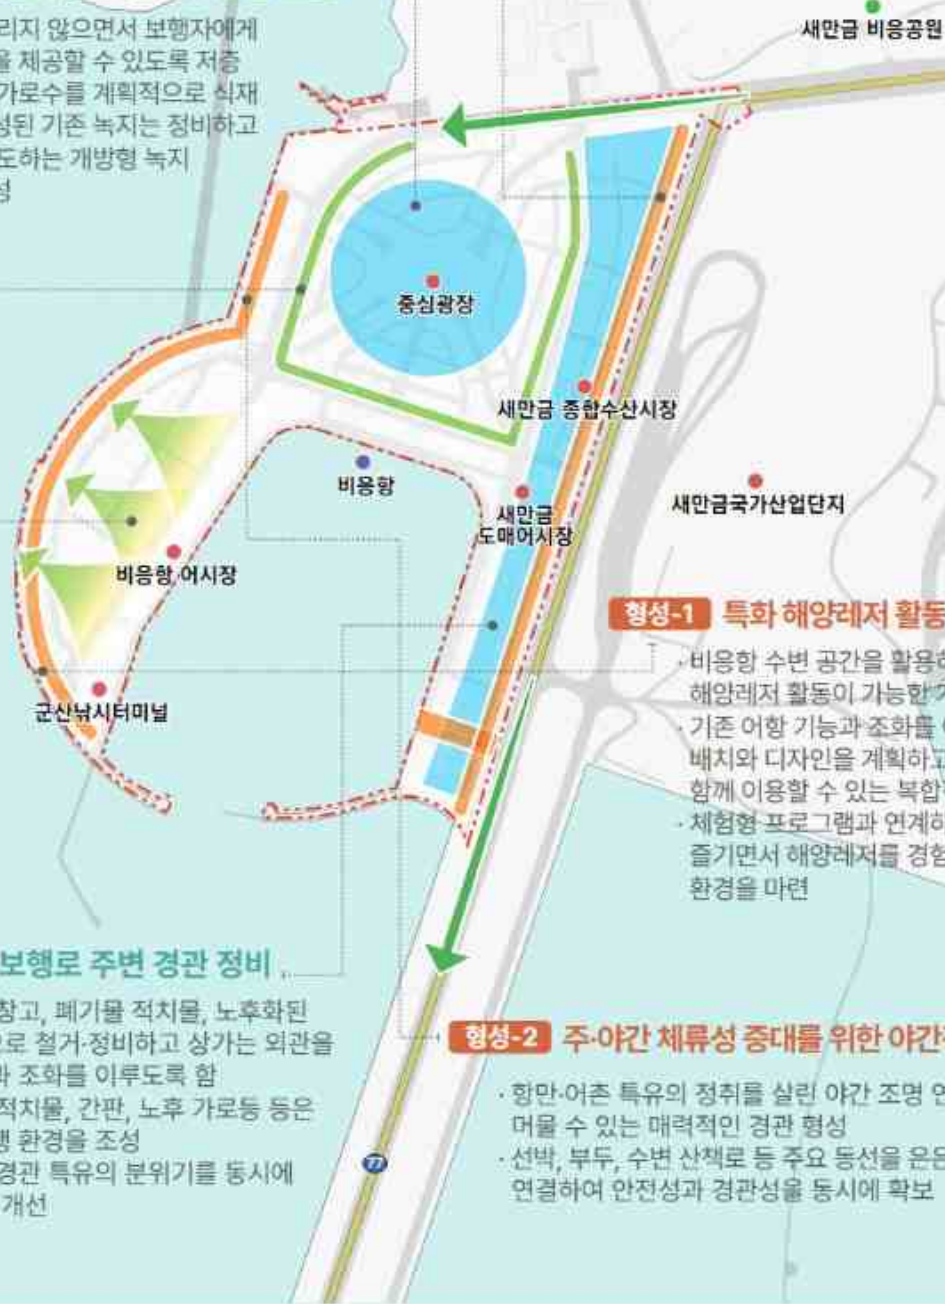 리지 않으면서 보행자에게
을 제공할 수 있도록 저층
가로수를 계획적으로 식재
성된 기존 녹지는 정비하고
도하는 개방형 녹지
성
새만금 비응공원
중심광장
새만금 종합수산시장
비응항
새만금
도매어시장
새만금국가산업단지
비응항 어시장
군산낚시터미널
형성-1 특화 해양레저 활동
· 비응항 수변 공간을 활용하
해양레저 활동이 가능한
· 기존 어항 기능과 조화를
배치와 디자인을 계획하고
함께 이용할 수 있는 복합
· 체험형 프로그램과 연계하
즐기면서 해양레저를 경험
환경을 마련
보행로 주변 경관 정비
창고, 폐기물 적치물, 노후화된
으로 철거·정비하고 상가는 외관을
과 조화를 이루도록 함
적치물, 간판, 노후 가로등 등은
행 환경을 조성
경관 특유의 분위기를 동시에
개선
형성-2 주·야간 체류성 증대를 위한 야간
· 항만·어촌 특유의 정취를 살린 야간 조명 연
머물 수 있는 매력적인 경관 형성
· 선박, 부두, 수변 산책로 등 주요 동선을 은은
연결하여 안전성과 경관성을 동시에 확보
77